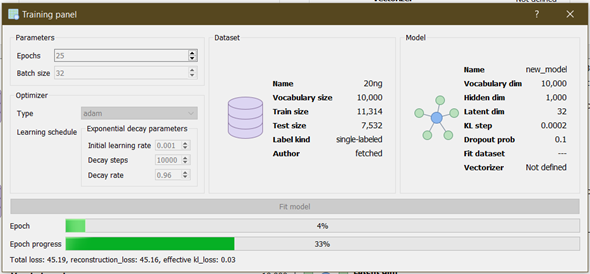 Vectorizer Not defined
Training panel ?
Parameters
Epochs 25
Batch size 32
Optimizer
Type adam
Learning schedule
Exponential decay parameters
Initial learning rate 0.001
Decay steps 10000
Decay rate 0.96
Dataset
Name 20ng
Vocabulary size 10,000
Train size 11,314
Test size 7,532
Label kind single-labeled
Author fetched
Model
Name new_model
Vocabulary dim 10,000
Hidden dim 1,000
Latent dim 32
KL step 0.0002
Dropout prob 0.1
Fit dataset ---
Vectorizer Not defined
Fit model
Epoch 4%
Epoch progress 33%
Total loss: 45.19, reconstruction_loss: 45.16, effective kl_loss: 0.03